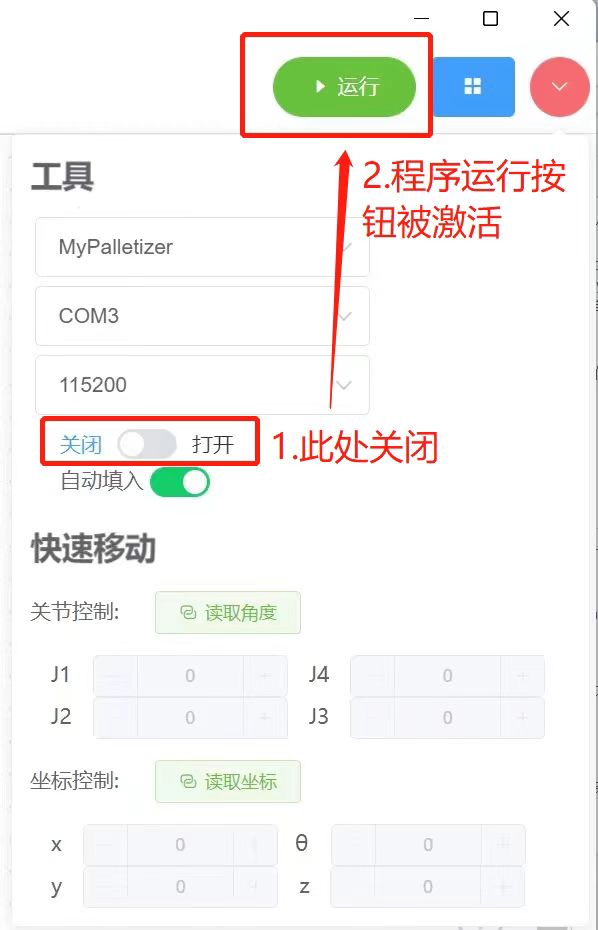 运行
工具
2.程序运行按
钮被激活
MyPalletizer
COM3
115200
关闭 打开
1.此处关闭
自动填入
快速移动
关节控制: 读取角度
J1 0 J4 0
J2 0 J3 0
坐标控制: 读取坐标
x 0 θ 0
y 0 z 0